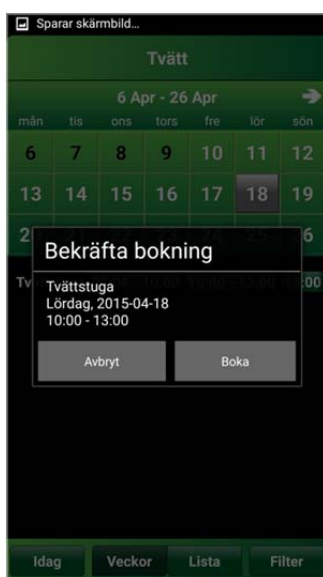 Sparar skärmbild...
Tvätt
6 Apr - 26 Apr
mån tis ons tors fre lör sön
6 7 8 9 10 11 12
13 14 15 16 17 18 19
Bekräfta bokning
Tvättstuga
Lördag, 2015-04-18
10:00 - 13:00
Avbryt Boka
Idag Veckor Lista Filter